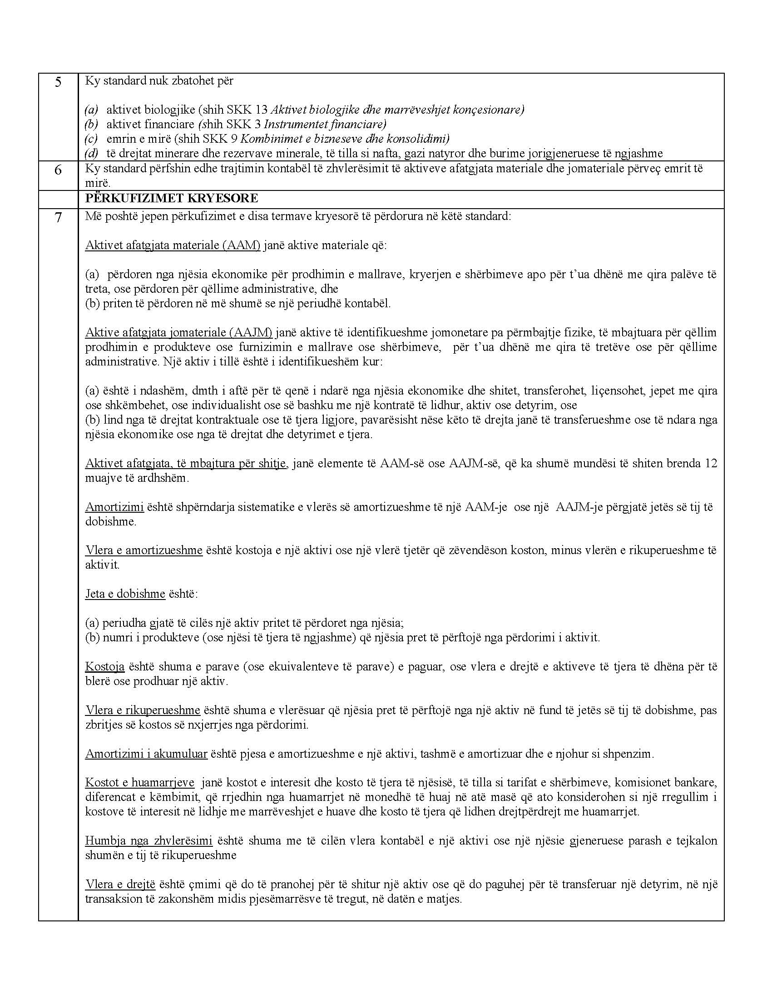 5 Ky standard nuk zbatohet për
(a) aktivet biologjike (shih SKK 13 Aktivet biologjike dhe marrëveshjet konçesionare)
(b) aktivet financiare (shih SKK 3 Instrumentet financiare)
(c) emrin e mirë (shih SKK 9 Kombinimet e bizneseve dhe konsolidimi)
(d) të drejtat minerare dhe rezervave minerale, të tilla si nafta, gazi natyror dhe burime jorigjeneruese të ngjashme
6 Ky standard përfshin edhe trajtimin kontabël të zhvlerësimit të aktiveve afatgjata materiale dhe jomateriale përveç emrit të
mirë.
PËRKUFIZIMET KRYESORE
7 Më poshtë jepen përkufizimet e disa termave kryesorë të përdorura në këtë standard:
Aktivet afatgjata materiale (AAM) janë aktive materiale që:
(a) përdoren nga njësia ekonomike për prodhimin e mallrave, kryerjen e shërbimeve apo për t’ua dhënë me qira palëve të
treta, ose përdoren për qëllime administrative, dhe
(b) priten të përdoren në më shumë se një periudhë kontabël.
Aktive afatgjata jomateriale (AAJM) janë aktive të identifikueshme jomonetare pa përmbajtje fizike, të mbajtuara për qëllim
prodhimin e produkteve ose furnizimin e mallrave ose shërbimeve, për t’ua dhënë me qira të tretëve ose për qëllime
administrative. Një aktiv i tillë është i identifikueshëm kur:
(a) është i ndashëm, dmth i aftë për të qenë i ndarë nga njësia ekonomike dhe shitet, transferohet, liçensohet, jepet me qira
ose shkëmbehet, ose individualisht ose së bashku me një kontratë të lidhur, aktiv ose detyrim, ose
(b) lind nga të drejtat kontraktuale ose të tjera ligjore, pavarësisht nëse këto të drejta janë të transferueshme ose të ndara nga
njësia ekonomike ose nga të drejtat dhe detyrimet e tjera.
Aktivet afatgjata, të mbajtura për shitje, janë elemente të AAM-së ose AAJM-së, që ka shumë mundësi të shiten brenda 12
muajve të ardhshëm.
Amortizimi është shpërndarja sistematike e vlerës së amortizueshme të një AAM-je ose një AAJM-je përgjatë jetës së tij të
dobishme.
Vlera e amortizueshme është kostoja e një aktivi ose një vlerë tjetër që zëvendëson koston, minus vlerën e rikuperueshme të
aktivit.
Jeta e dobishme është:
(a) periudha gjatë të cilës një aktiv pritet të përdoret nga njësia;
(b) numri i produkteve (ose njësi të tjera të ngjashme) që njësia pret të përftojë nga përdorimi i aktivit.
Kostoja është shuma e parave (ose ekuivalenteve të parave) e paguar, ose vlera e drejtë e aktiveve të tjera të dhëna për të
blerë ose prodhuar një aktiv.
Vlera e rikuperueshme është shuma e vlerësuar që njësia pret të përftojë nga një aktiv në fund të jetës së tij të dobishme, pas
zbritjes së kostos së nxjerrjes nga përdorimi.
Amortizimi i akumuluar është pjesa e amortizueshme e një aktivi, tashmë e amortizuar dhe e njohur si shpenzim.
Kostot e huamarrjeve janë kostot e interesit dhe kosto të tjera të njësisë, të tilla si tarifat e shërbimeve, komisionet bankare,
diferencat e këmbimit, që rrjedhin nga huamarrjet në monedhë të huaj në atë masë që ato konsiderohen si një rregullim i
kostove të interesit në lidhje me marrëveshjet e huave dhe kosto të tjera që lidhen drejtpërdrejt me huamarrjet.
Humbja nga zhvlerësimi është shuma me të cilën vlera kontabël e një aktivi ose një njësie gjeneruese parash e tejkalon
shumën e tij të rikuperueshme
Vlera e drejtë është çmimi që do të pranohej për të shitur një aktiv ose që do paguhej për të transferuar një detyrim, në një
transaksion të zakonshëm midis pjesëmarrësve të tregut, në datën e matjes.